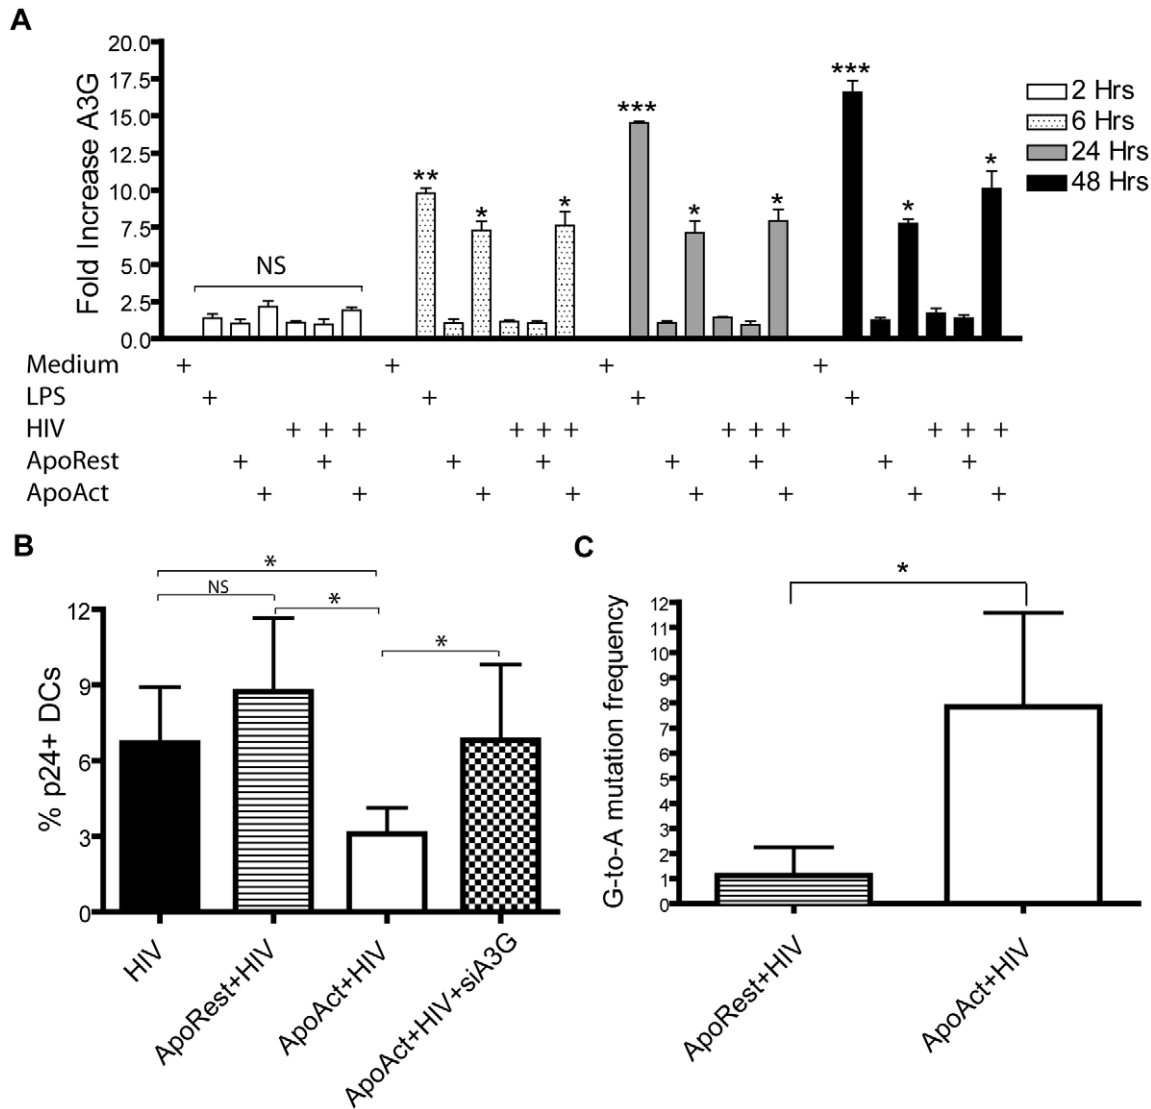 A
Fold Increase A3G
20.0
17.5
15.0
12.5
10.0
7.5
5.0
2.5
0.0
NS
** * *
*** * *
*** * *
2 Hrs
6 Hrs
24 Hrs
48 Hrs
Medium + + + +
LPS + + + +
HIV + + + + + + + + + + + +
ApoRest + + + + + + + +
ApoAct + + + + + + + +
B
% p24+ DCs
12
9
6
3
0
*
NS
*
*
HIV
ApoRest+HIV
ApoAct+HIV
ApoAct+HIV+siA3G
C
G-to-A mutation frequency
12
11
10
9
8
7
6
5
4
3
2
1
0
*
ApoRest+HIV
ApoAct+HIV